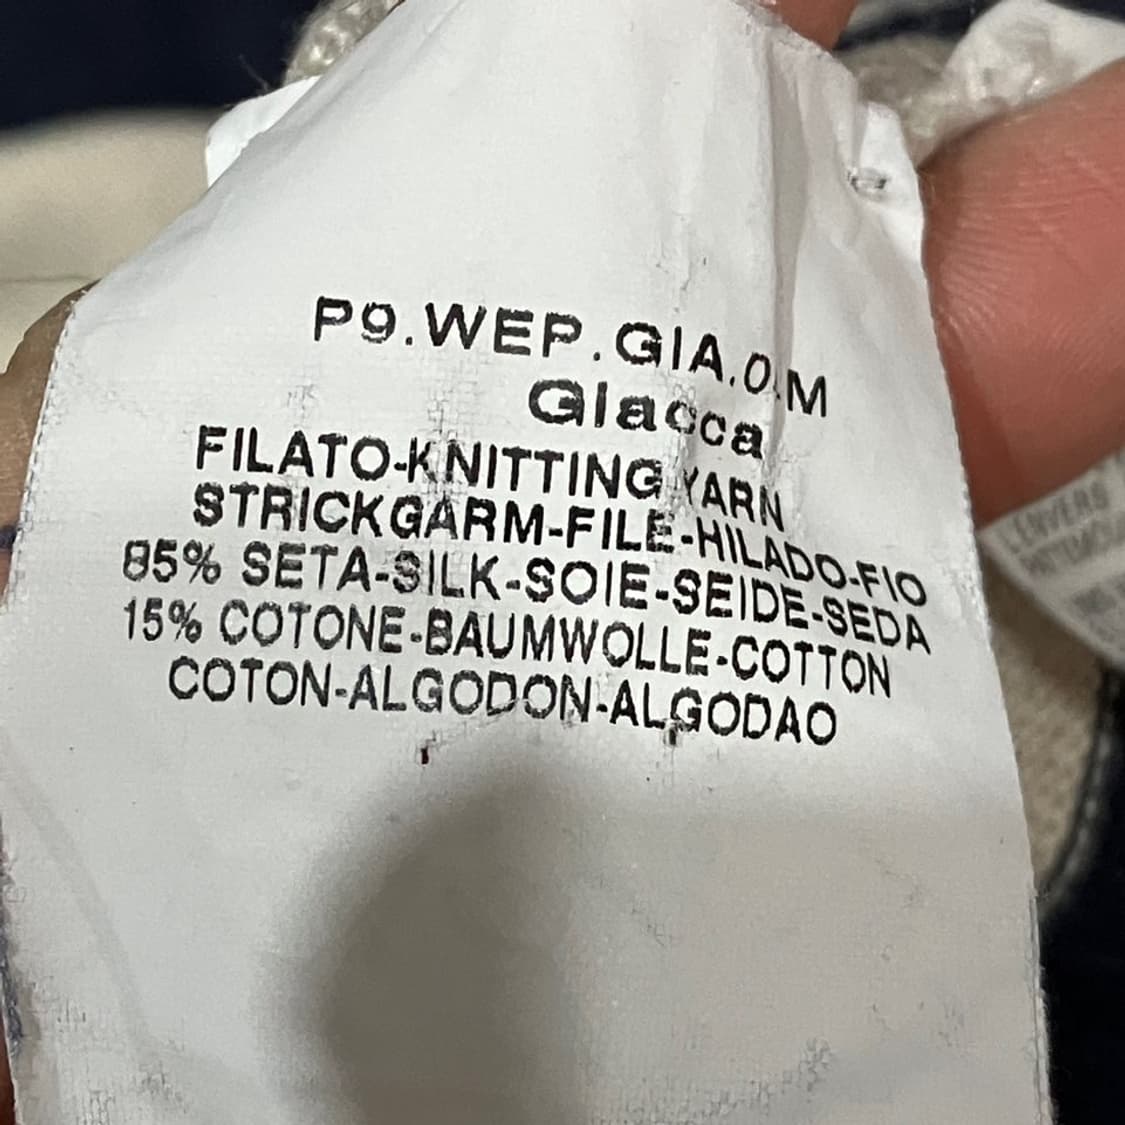 P9.WEP.GIA.0.M
Giacca
FILATO-KNITTING YARN
STRICKGARM-FILE-HILADO-FIO
85% SETA-SILK-SOIE-SEIDE-SEDA
15% COTONE-BAUMWOLLE-COTTON
COTON-ALGODON-ALGODAO